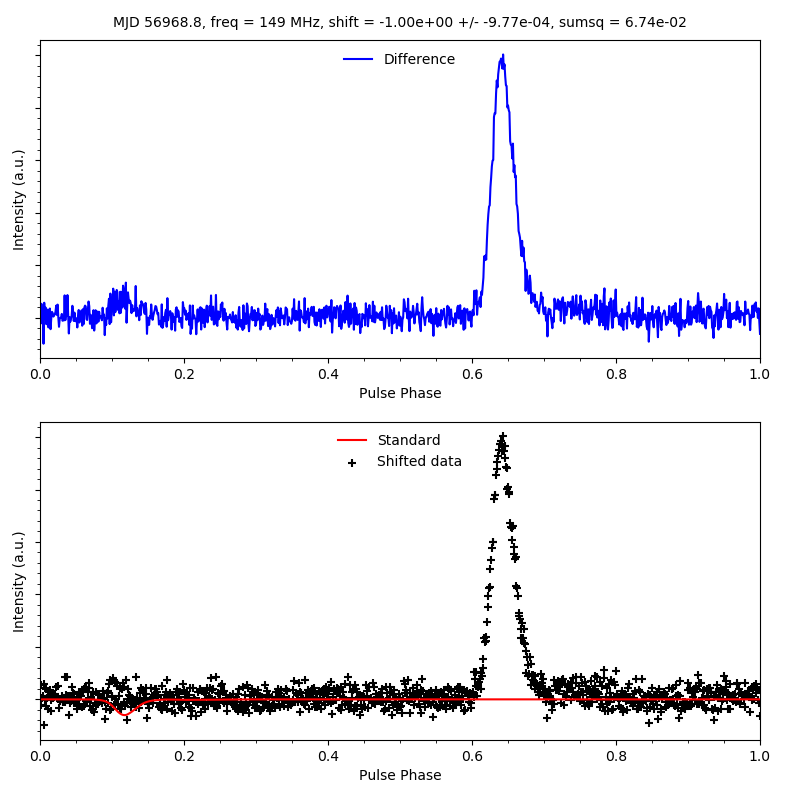 MJD 56968.8, freq = 149 MHz, shift = -1.00e+00 +/- -9.77e-04, sumsq = 6.74e-02
Difference
Intensity (a.u.)
0.0 0.2 0.4 0.6 0.8 1.0
Pulse Phase
Standard
Shifted data
Intensity (a.u.)
0.0 0.2 0.4 0.6 0.8 1.0
Pulse Phase